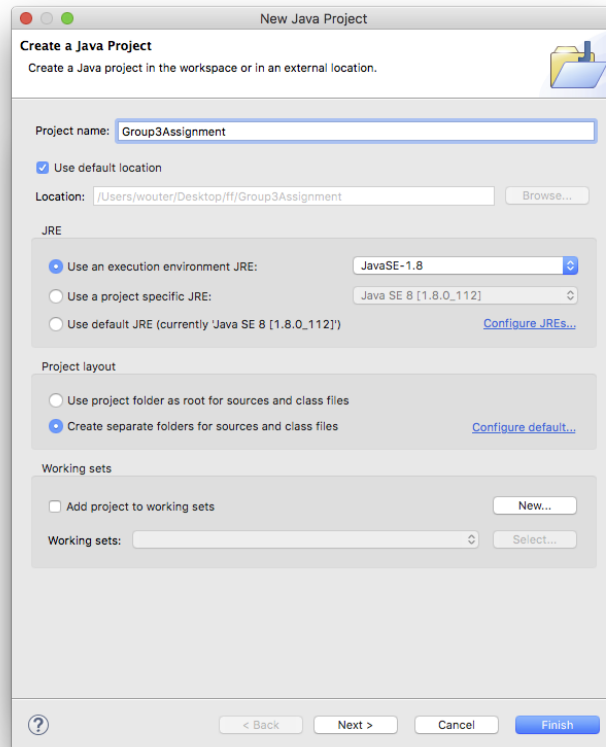 New Java Project
Create a Java Project
Create a Java project in the workspace or in an external location.
Project name: Group3Assignment
Use default location
Location: /Users/wouter/Desktop/ff/Group3Assignment Browse...
JRE
Use an execution environment JRE: JavaSE-1.8
Use a project specific JRE: Java SE 8 [1.8.0_112]
Use default JRE (currently 'Java SE 8 [1.8.0_112]') Configure JREs...
Project layout
Use project folder as root for sources and class files
Create separate folders for sources and class files Configure default...
Working sets
Add project to working sets New...
Working sets: Select...
? < Back Next > Cancel Finish